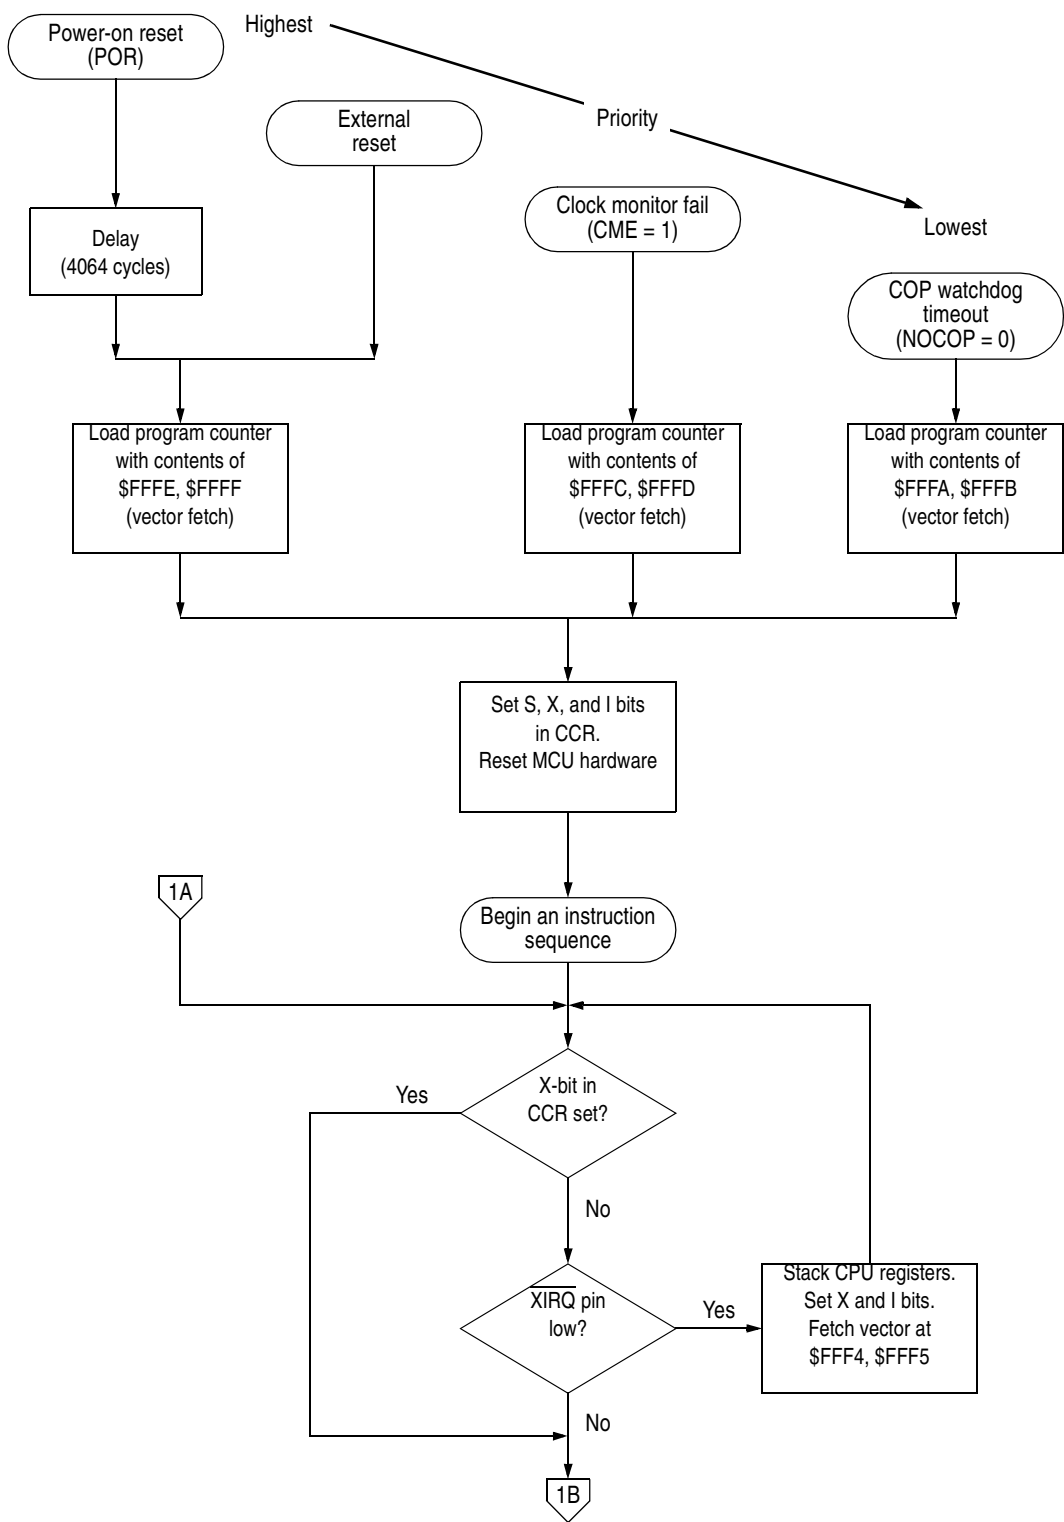 Power-on reset
(POR)
Highest
External
reset
Priority
Clock monitor fail
(CME = 1)
Lowest
Delay
(4064 cycles)
COP watchdog
timeout
(NOCOP = 0)
Load program counter
with contents of
$FFFE, $FFFF
(vector fetch)
Load program counter
with contents of
$FFFC, $FFFD
(vector fetch)
Load program counter
with contents of
$FFFA, $FFFB
(vector fetch)
Set S, X, and I bits
in CCR.
Reset MCU hardware
1A
Begin an instruction
sequence
X-bit in
CCR set?
Yes
No
XIRQ pin
low?
Yes
Stack CPU registers.
Set X and I bits.
Fetch vector at
$FFF4, $FFF5
No
1B